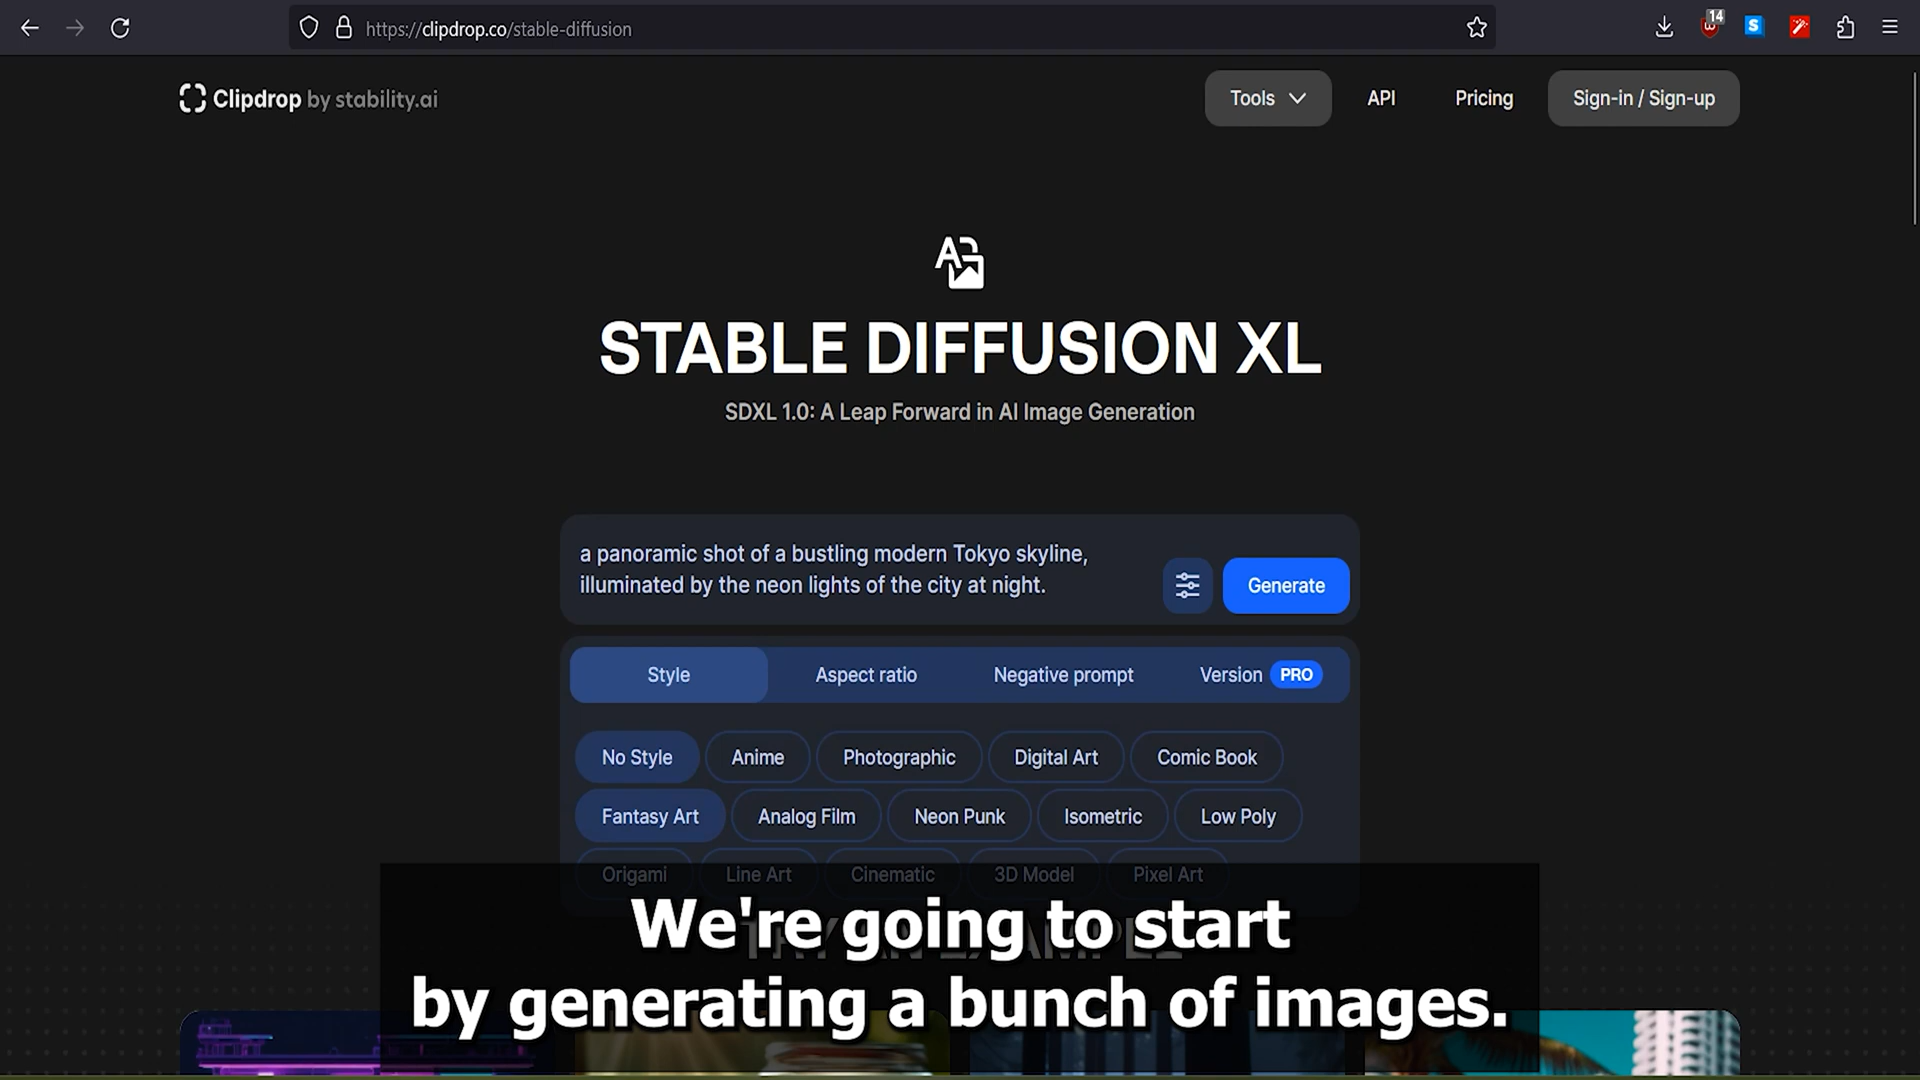 https://clipdrop.co/stable-diffusion
14
S
Clipdrop by stability.ai
Tools
API
Pricing
Sign-in / Sign-up
STABLE DIFFUSION XL
SDXL 1.0: A Leap Forward in AI Image Generation
a panoramic shot of a bustling modern Tokyo skyline,
illuminated by the neon lights of the city at night.
Generate
Style
Aspect ratio
Negative prompt
Version PRO
No Style
Anime
Photographic
Digital Art
Comic Book
Fantasy Art
Analog Film
Neon Punk
Isometric
Low Poly
Origami
Line Art
Cinematic
3D Model
Pixel Art
We're going to start
by generating a bunch of images.